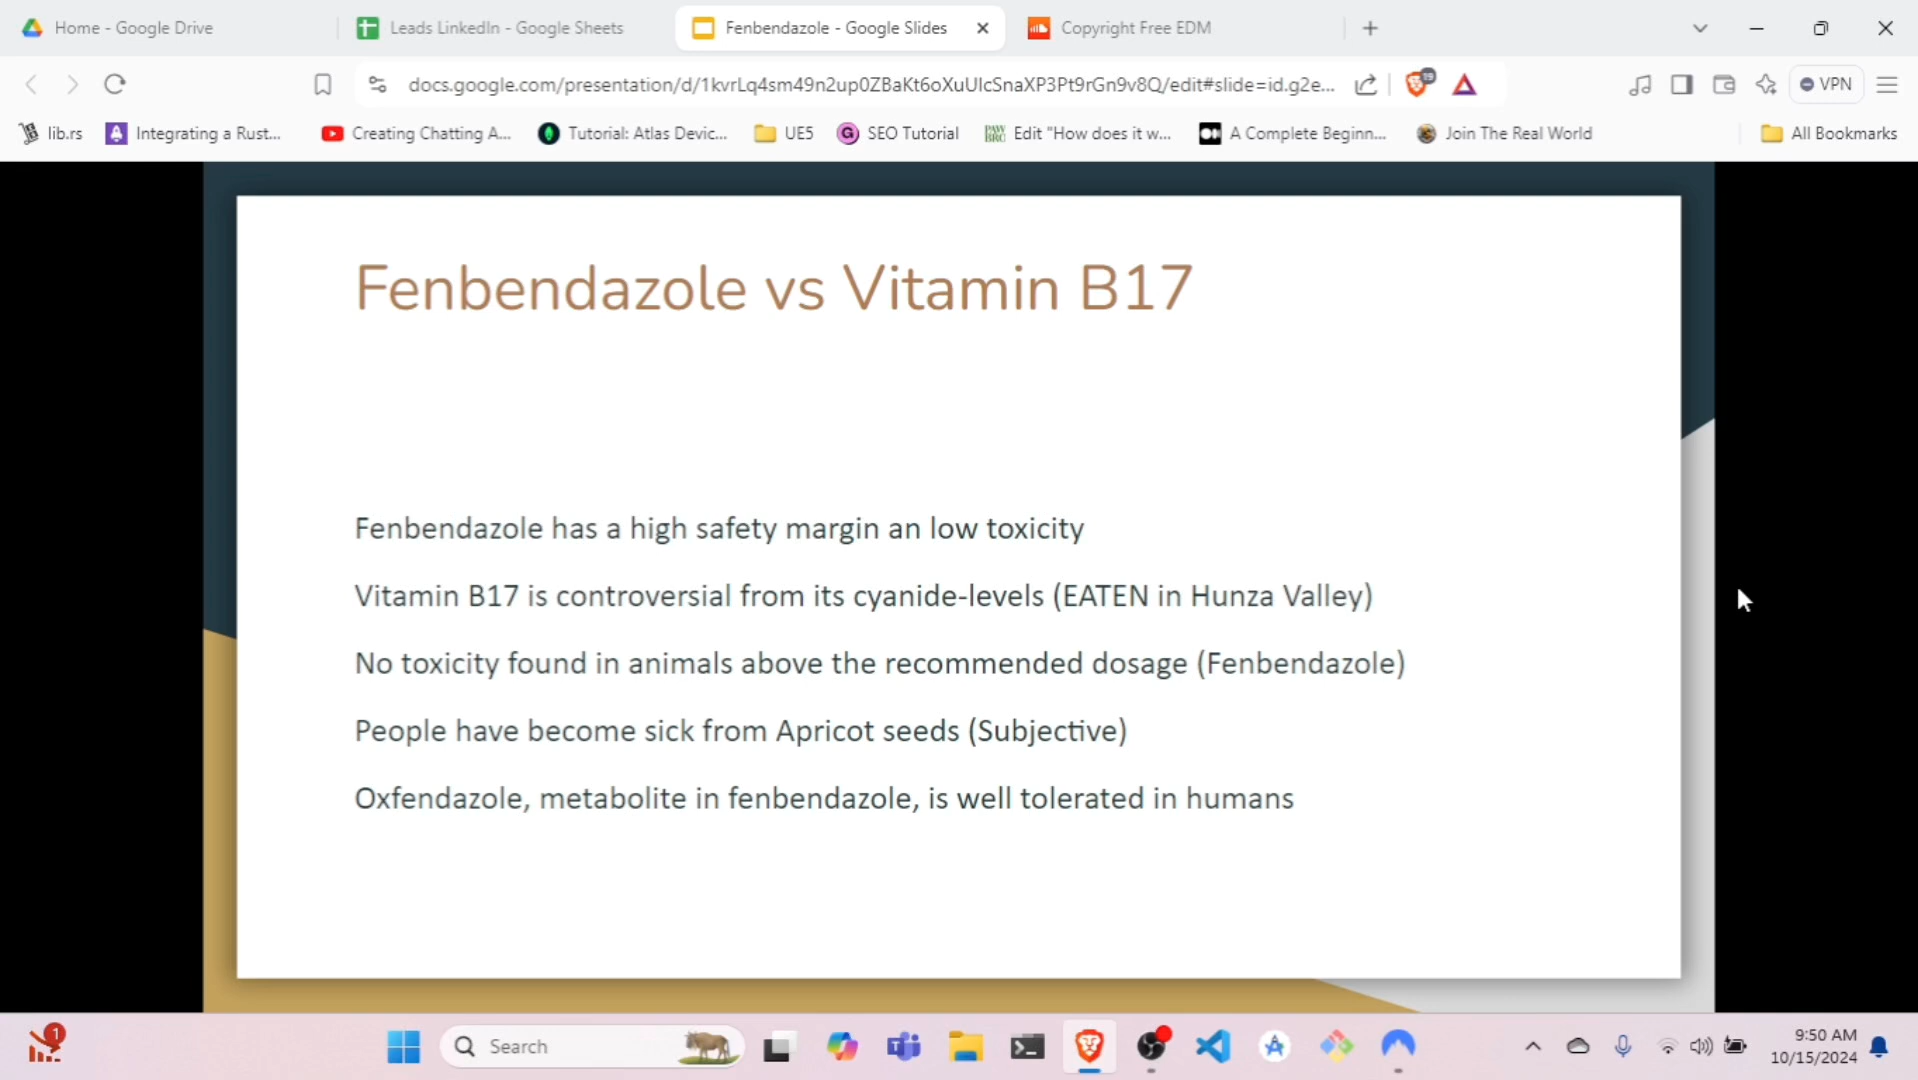 Home - Google Drive
Leads LinkedIn - Google Sheets
Fenbendazole - Google Slides
Copyright Free EDM
docs.google.com/presentation/d/1kvrLq4sm49n2up0ZBaKt6oXuUIcSnaXP3Pt9rGn9v8Q/edit#slide=id.g2e...
19
VPN
lib.rs
Integrating a Rust...
Creating Chatting A...
Tutorial: Atlas Devic...
UE5
SEO Tutorial
Edit "How does it w...
A Complete Beginn...
Join The Real World
All Bookmarks
Fenbendazole vs Vitamin B17
Fenbendazole has a high safety margin an low toxicity
Vitamin B17 is controversial from its cyanide-levels (EATEN in Hunza Valley)
No toxicity found in animals above the recommended dosage (Fenbendazole)
People have become sick from Apricot seeds (Subjective)
Oxfendazole, metabolite in fenbendazole, is well tolerated in humans
1
Search
9:50 AM
10/15/2024